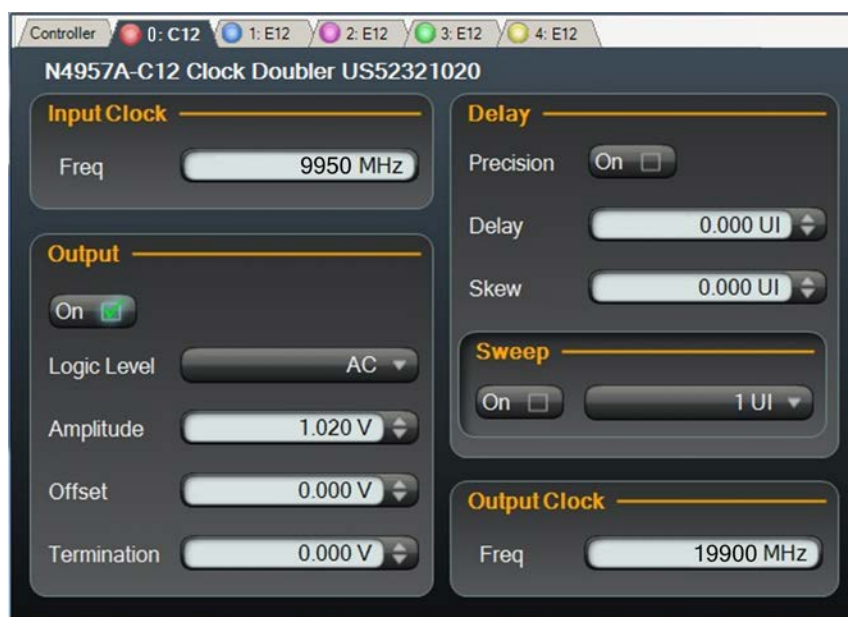 Controller 0: C12 1: E12 2: E12 3: E12 4: E12
N4957A-C12 Clock Doubler US52321020
Input Clock
Freq 9950 MHz
Output
On
Logic Level AC
Amplitude 1.020 V
Offset 0.000 V
Termination 0.000 V
Delay
Precision On
Delay 0.000 UI
Skew 0.000 UI
Sweep
On 1 UI
Output Clock
Freq 19900 MHz